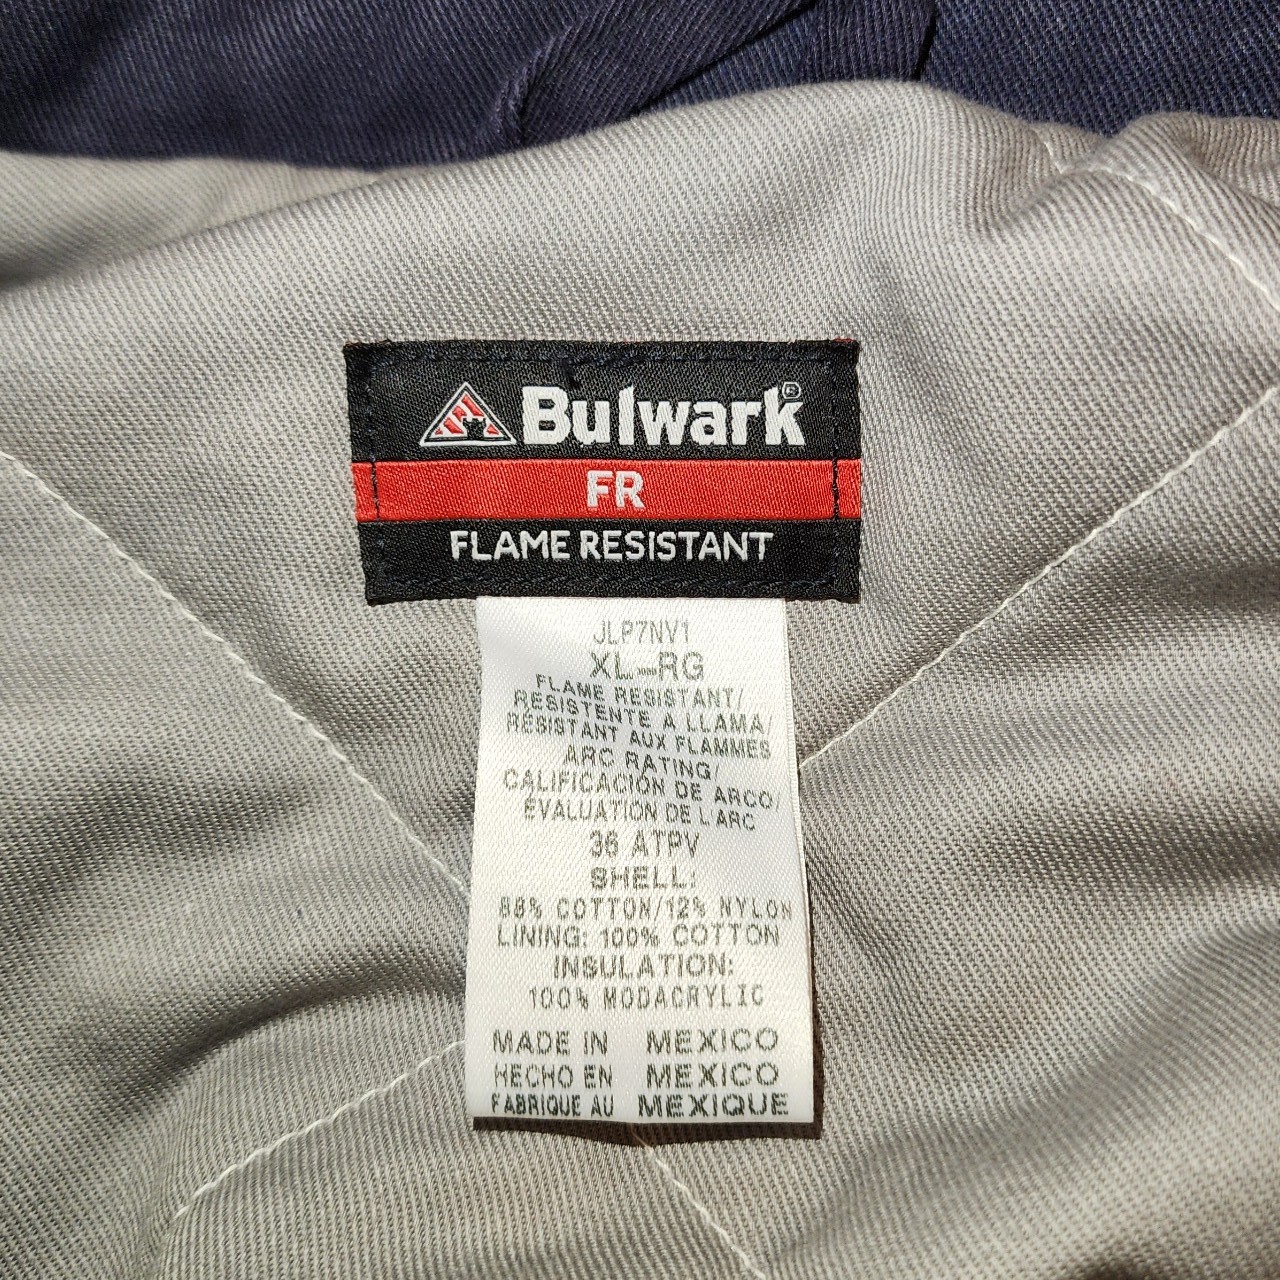 Bulwark®
FR
FLAME RESISTANT
JLP7NV1
XL-RG
FLAME RESISTANT/
RESISTENTE A LLAMA/
RÉSISTANT AUX FLAMMES
ARC RATING/
CALIFICACIÓN DE ARCO/
ÉVALUATION DE L'ARC
36 ATPV
SHELL:
88% COTTON/12% NYLON
LINING: 100% COTTON
INSULATION:
100% MODACRYLIC
MADE IN MEXICO
HECHO EN MEXICO
FABRIQUE AU MEXIQUE